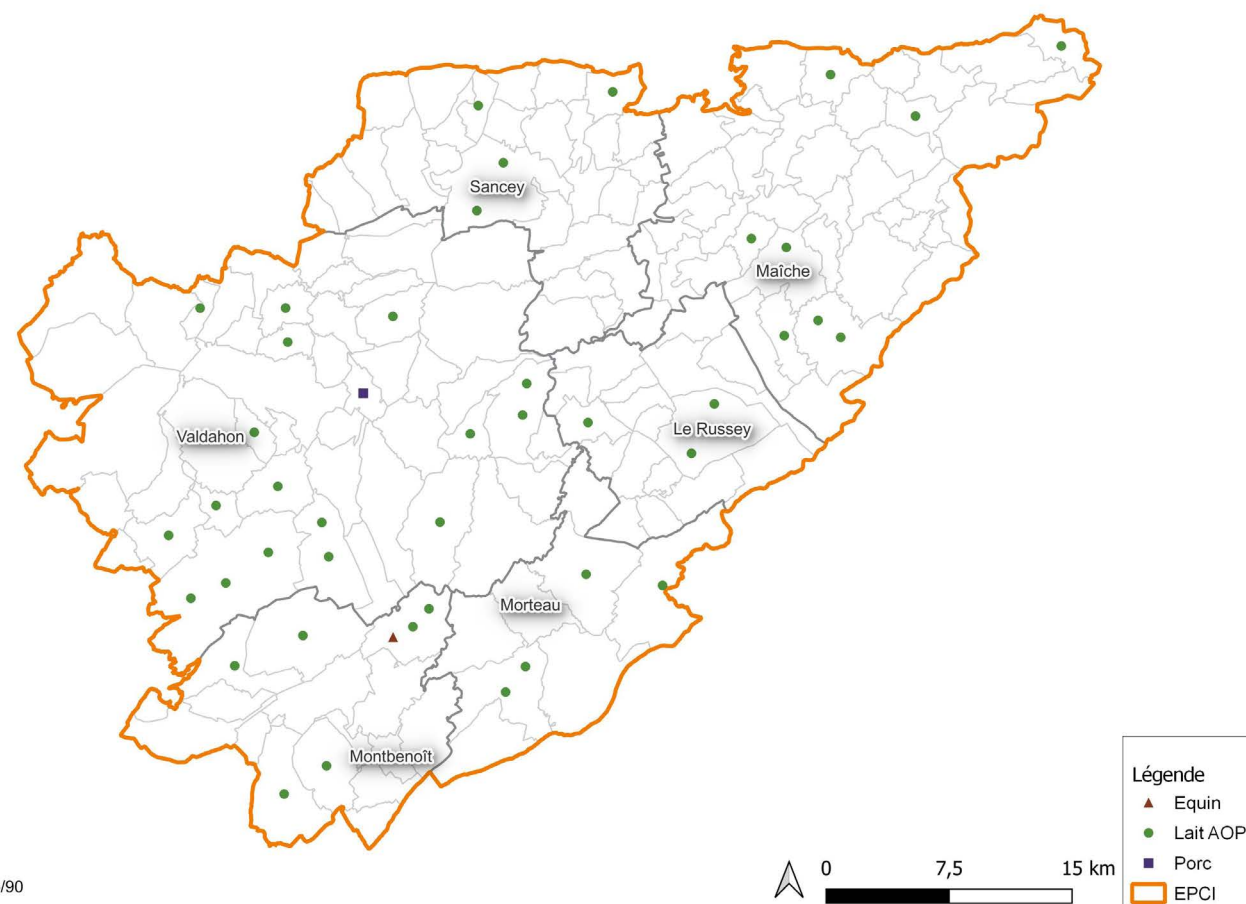 Sancey
Maîche
Valdahon
Le Russey
Morteau
Montbenoît
Légende
Equin
Lait AOP
Porc
EPCI
0 7,5 15 km
/90